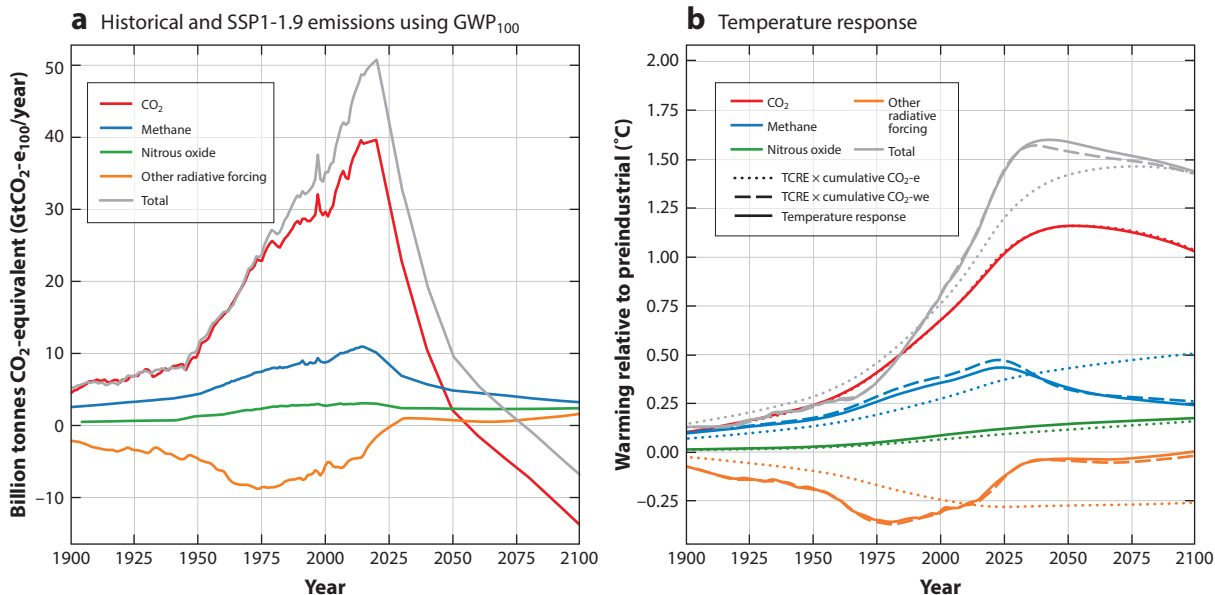 a Historical and SSP1-1.9 emissions using GWP₁₀₀
Billion tonnes CO₂-equivalent (GtCO₂-e₁₀₀/year)
50
40
30
20
10
0
−10
CO₂
Methane
Nitrous oxide
Other radiative forcing
Total
1900 1925 1950 1975 2000 2025 2050 2075 2100
Year
b Temperature response
Warming relative to preindustrial (°C)
2.00
1.75
1.50
1.25
1.00
0.75
0.50
0.25
0.00
−0.25
CO₂
Methane
Nitrous oxide
Other
radiative
forcing
Total
TCRE × cumulative CO₂-e
TCRE × cumulative CO₂-we
Temperature response
1900 1925 1950 1975 2000 2025 2050 2075 2100
Year